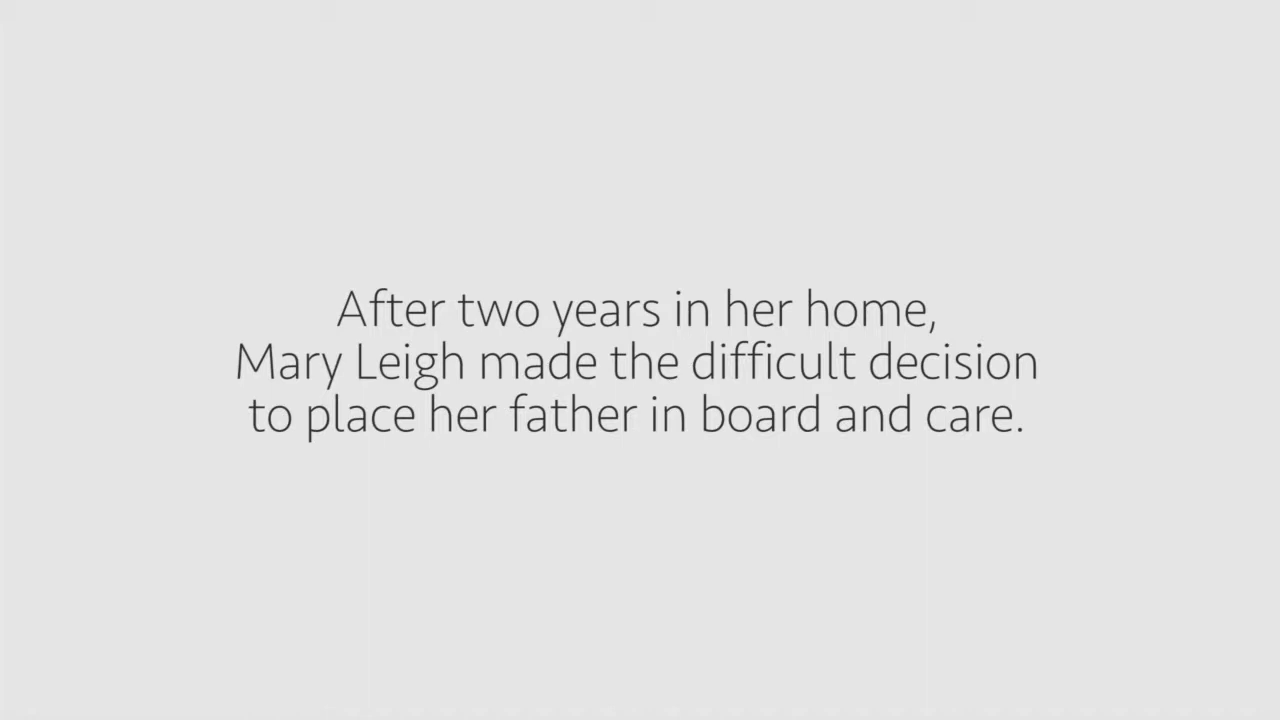 After two years in her home,
Mary Leigh made the difficult decision
to place her father in board and care.